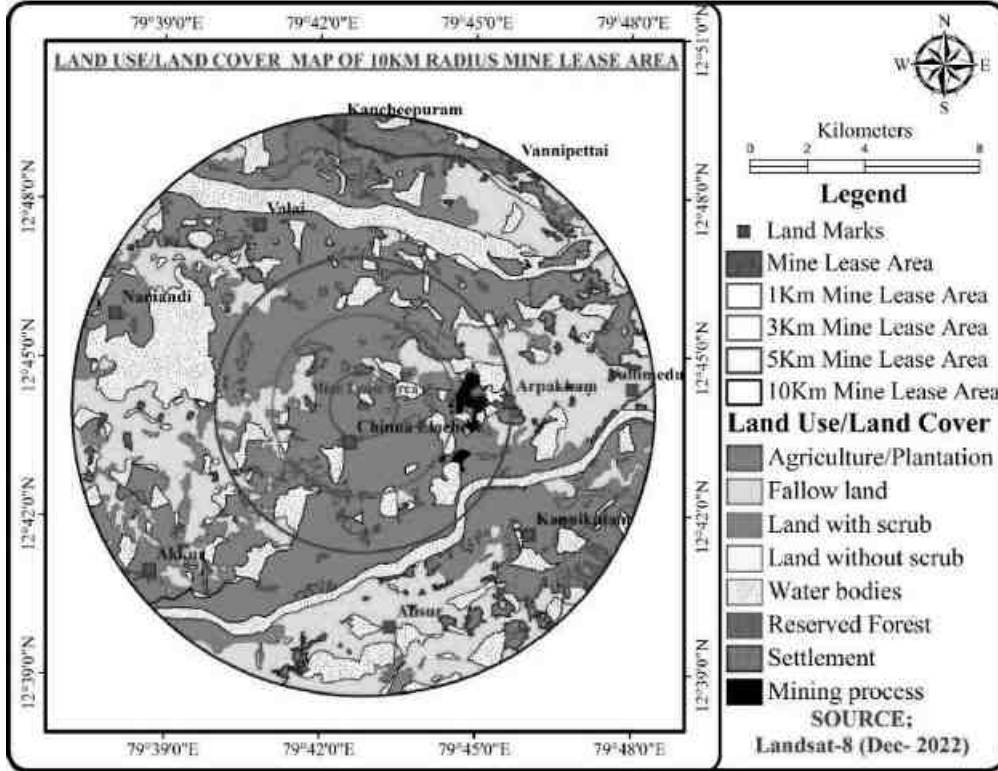 79°39'0"E 79°42'0"E 79°45'0"E 79°48'0"E
LAND USE/LAND COVER MAP OF 10KM RADIUS MINE LEASE AREA
12°51'0"N
12°48'0"N
12°45'0"N
12°42'0"N
12°39'0"N
Kancheepuram
Vannipettai
Valai
Arpakkam
Mine Lease Area
Chinna
Akkur
79°39'0"E 79°42'0"E 79°45'0"E 79°48'0"E
12°51'0"N
12°48'0"N
12°45'0"N
12°42'0"N
12°39'0"N
N
W E
S
Kilometers
0 2 4 8
Legend
Land Marks
Mine Lease Area
1Km Mine Lease Area
3Km Mine Lease Area
5Km Mine Lease Area
10Km Mine Lease Area
Land Use/Land Cover
Agriculture/Plantation
Fallow land
Land with scrub
Land without scrub
Water bodies
Reserved Forest
Settlement
Mining process
SOURCE;
Landsat-8 (Dec- 2022)